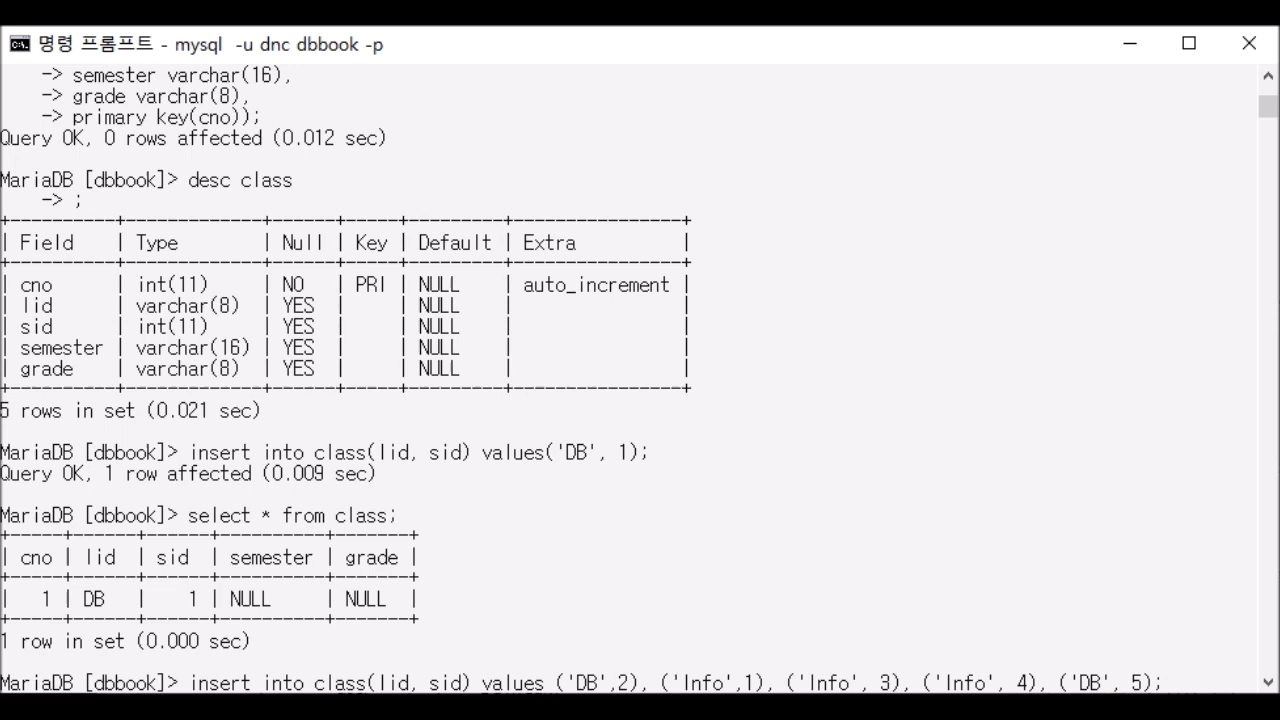 명령 프롬프트 - mysql  -u dnc dbbook -p
    -> semester varchar(16),
    -> grade varchar(8),
    -> primary key(cno));
Query OK, 0 rows affected (0.012 sec)
MariaDB [dbbook]> desc class
    -> ;
+----------+-------------+------+-----+---------+----------------+
| Field    | Type        | Null | Key | Default | Extra          |
+----------+-------------+------+-----+---------+----------------+
| cno      | int(11)     | NO   | PRI | NULL    | auto_increment |
| lid      | varchar(8)  | YES  |     | NULL    |                |
| sid      | int(11)     | YES  |     | NULL    |                |
| semester | varchar(16) | YES  |     | NULL    |                |
| grade    | varchar(8)  | YES  |     | NULL    |                |
+----------+-------------+------+-----+---------+----------------+
5 rows in set (0.021 sec)
MariaDB [dbbook]> insert into class(lid, sid) values('DB', 1);
Query OK, 1 row affected (0.009 sec)
MariaDB [dbbook]> select * from class;
+-----+------+------+----------+-------+
| cno | lid  | sid  | semester | grade |
+-----+------+------+----------+-------+
|   1 | DB   |    1 | NULL     | NULL  |
+-----+------+------+----------+-------+
1 row in set (0.000 sec)
MariaDB [dbbook]> insert into class(lid, sid) values ('DB',2), ('Info',1), ('Info', 3), ('Info', 4), ('DB', 5);